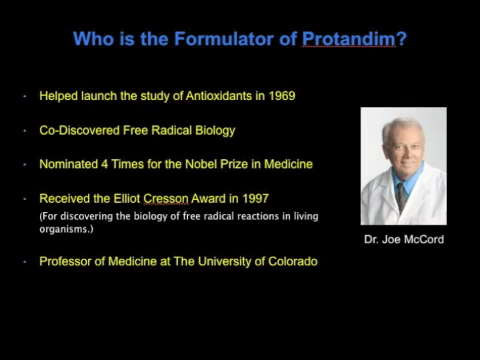 Who is the Formulator of Protandim?
Helped launch the study of Antioxidants in 1969
Co-Discovered Free Radical Biology
Nominated 4 Times for the Nobel Prize in Medicine
Received the Elliot Cresson Award in 1997
(For discovering the biology of free radical reactions in living
organisms.)
Professor of Medicine at The University of Colorado
Dr. Joe McCord